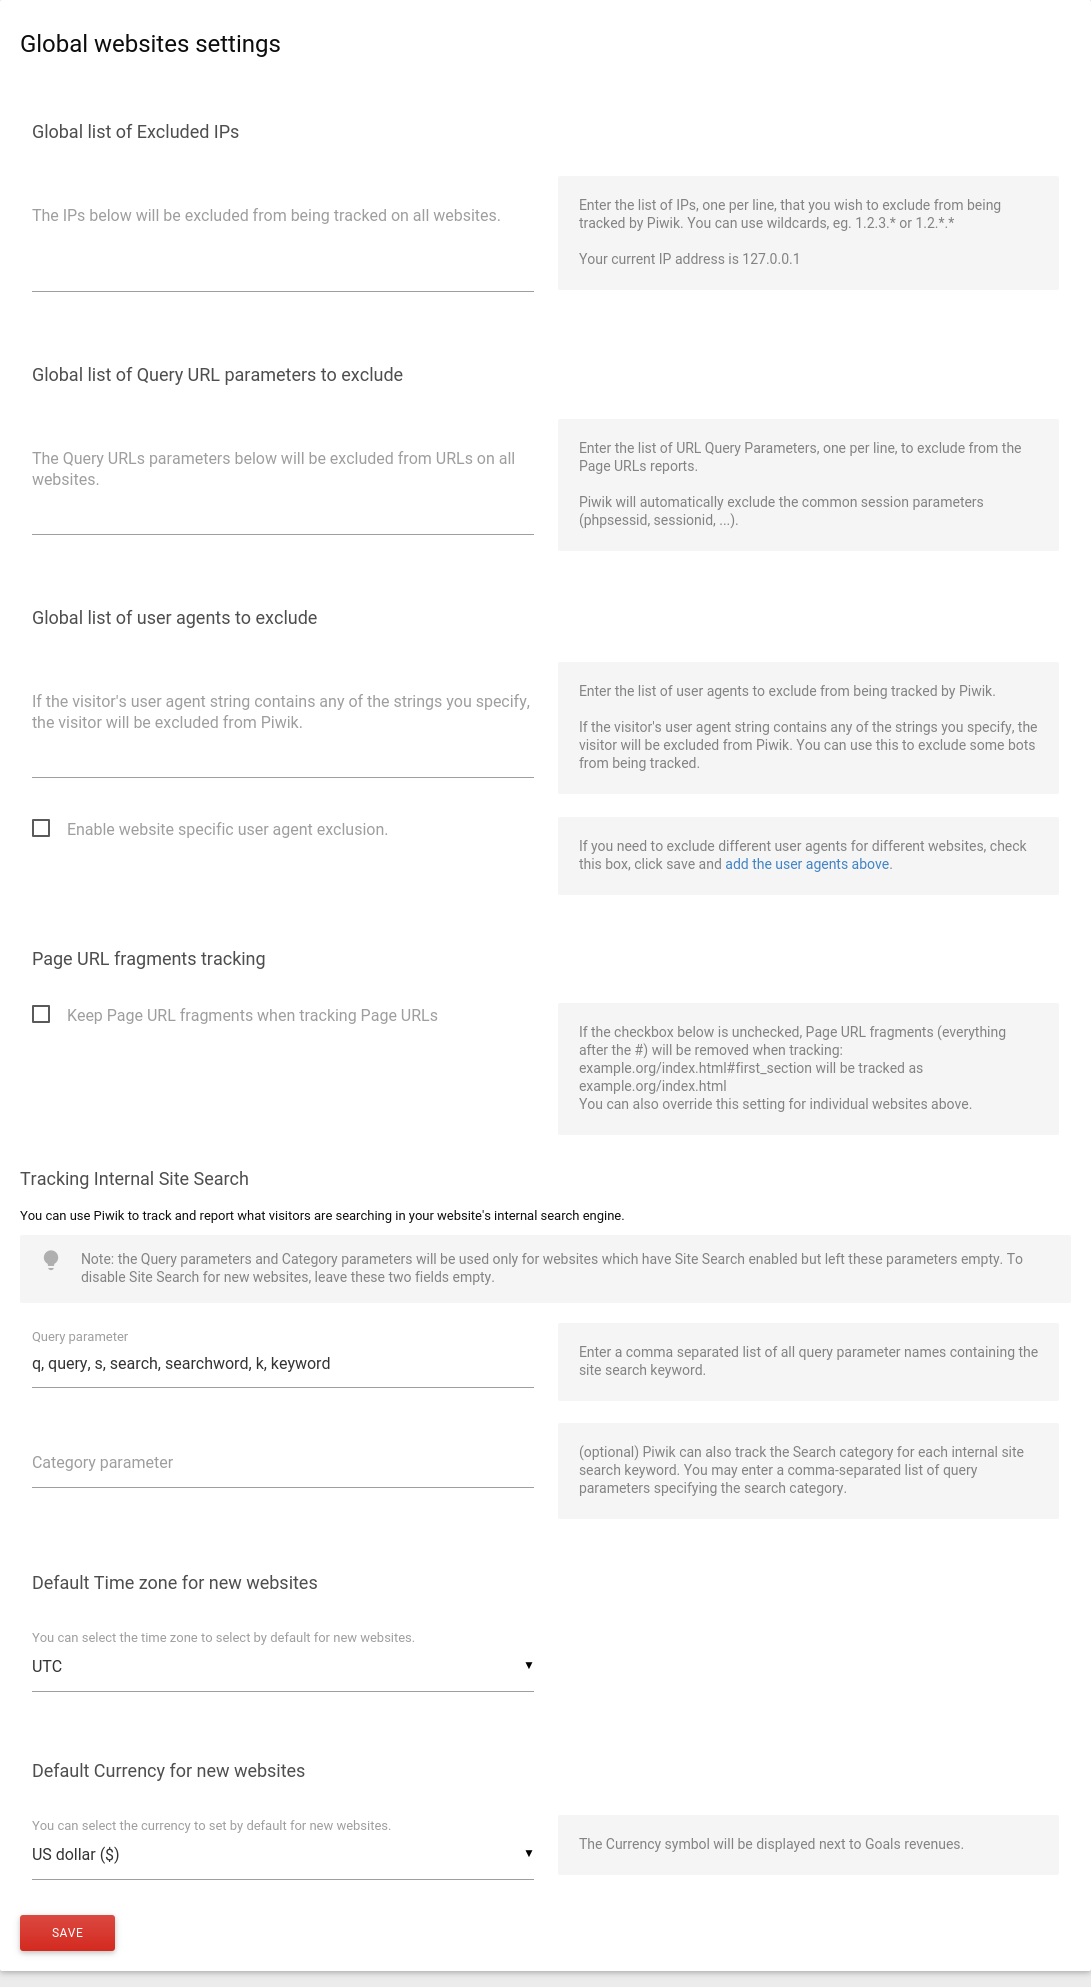 Global websites settings
Global list of Excluded IPs
The IPs below will be excluded from being tracked on all websites.
Enter the list of IPs, one per line, that you wish to exclude from being
tracked by Piwik. You can use wildcards, eg. 1.2.3.* or 1.2.*.*
Your current IP address is 127.0.0.1
Global list of Query URL parameters to exclude
The Query URLs parameters below will be excluded from URLs on all
websites.
Enter the list of URL Query Parameters, one per line, to exclude from the
Page URLs reports.
Piwik will automatically exclude the common session parameters
(phpsessid, sessionid, ...).
Global list of user agents to exclude
If the visitor's user agent string contains any of the strings you specify,
the visitor will be excluded from Piwik.
Enter the list of user agents to exclude from being tracked by Piwik.
If the visitor's user agent string contains any of the strings you specify, the
visitor will be excluded from Piwik. You can use this to exclude some bots
from being tracked.
Enable website specific user agent exclusion.
If you need to exclude different user agents for different websites, check
this box, click save and add the user agents above.
Page URL fragments tracking
Keep Page URL fragments when tracking Page URLs
If the checkbox below is unchecked, Page URL fragments (everything
after the #) will be removed when tracking:
example.org/index.html#first_section will be tracked as
example.org/index.html
You can also override this setting for individual websites above.
Tracking Internal Site Search
You can use Piwik to track and report what visitors are searching in your website's internal search engine.
Note: the Query parameters and Category parameters will be used only for websites which have Site Search enabled but left these parameters empty. To
disable Site Search for new websites, leave these two fields empty.
Query parameter
q, query, s, search, searchword, k, keyword
Enter a comma separated list of all query parameter names containing the
site search keyword.
Category parameter
(optional) Piwik can also track the Search category for each internal site
search keyword. You may enter a comma-separated list of query
parameters specifying the search category.
Default Time zone for new websites
You can select the time zone to select by default for new websites.
UTC
Default Currency for new websites
You can select the currency to set by default for new websites.
US dollar ($)
The Currency symbol will be displayed next to Goals revenues.
SAVE